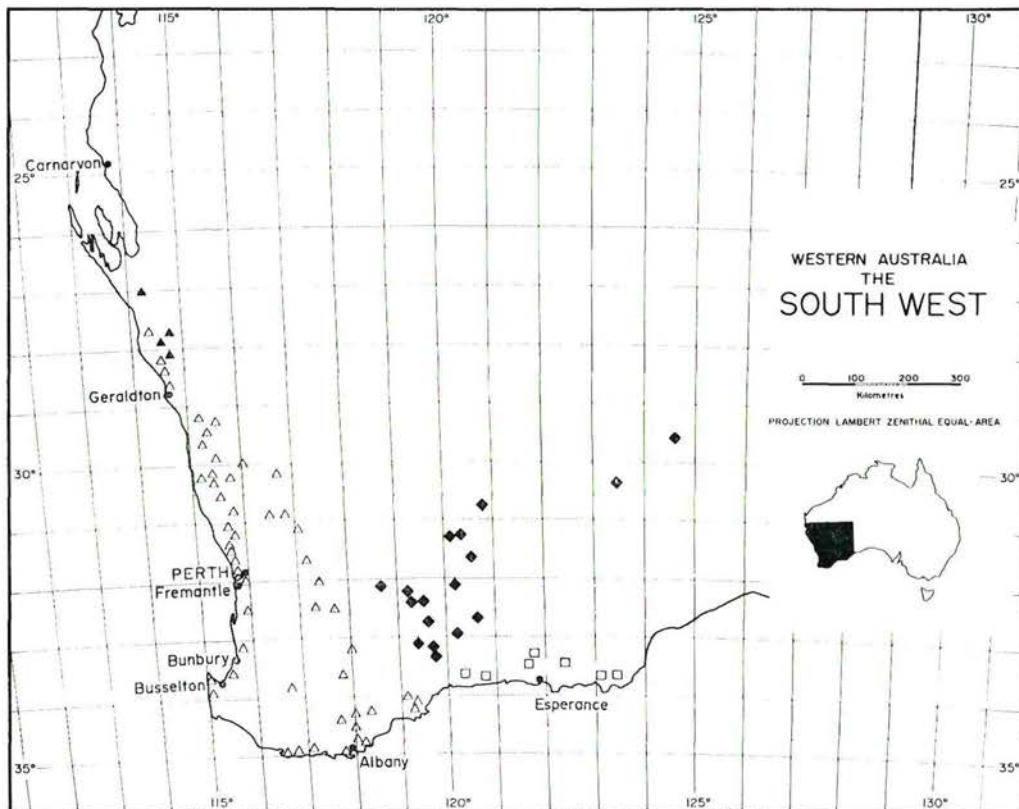 115°
120°
125°
130°
Carnarvon
25°
25°
WESTERN AUSTRALIA
THE
SOUTH WEST
0 100 200 300
Kilometres
PROJECTION LAMBERT ZENITHAL EQUAL-AREA
Geraldton
30°
30°
PERTH
Fremantle
Bunbury
Busselton
Esperance
Albany
35°
35°
115°
120°
125°
130°